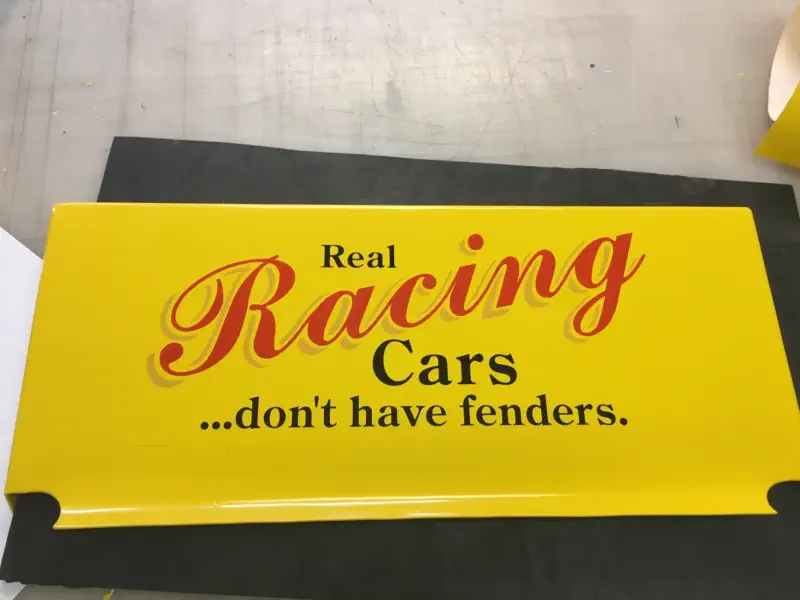 Real
Racing
Cars
...don't have fenders.